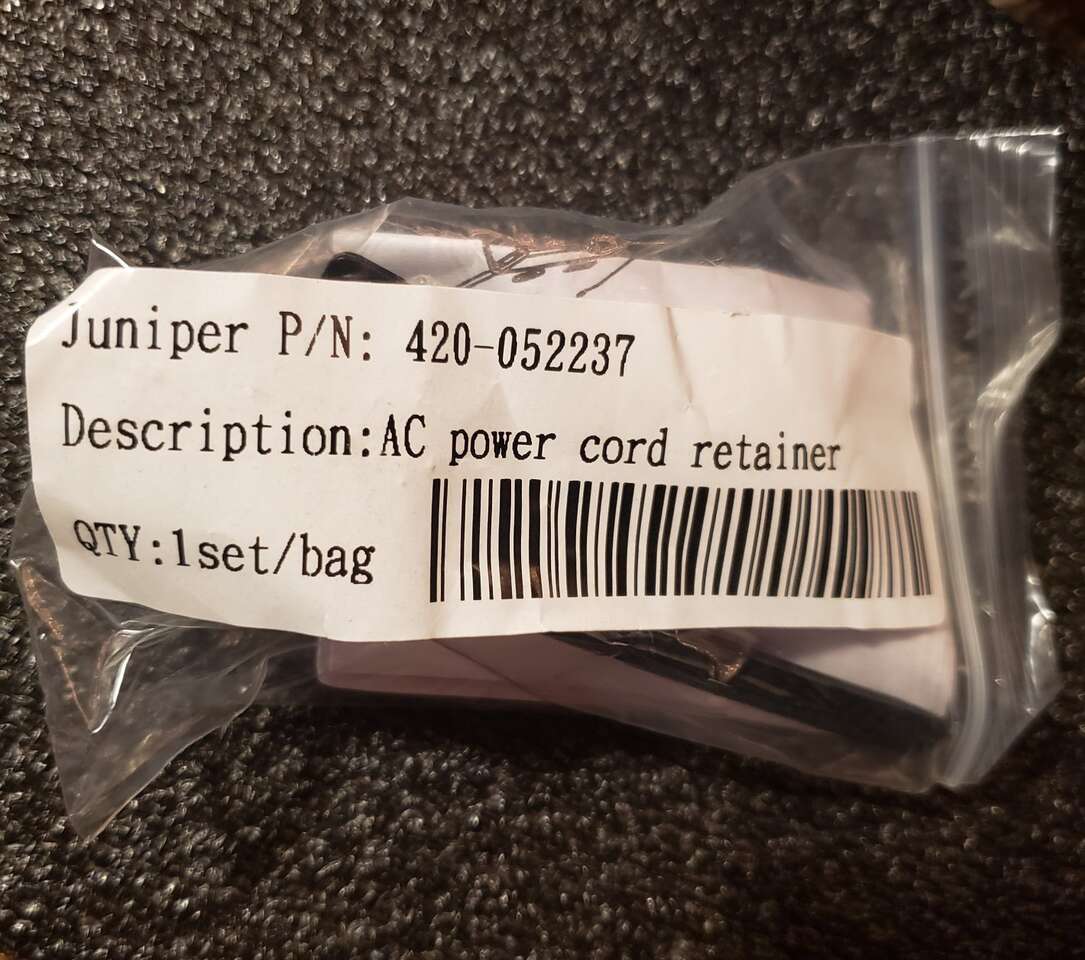 Juniper P/N: 420-052237
Description:AC power cord retainer
QTY:1set/bag